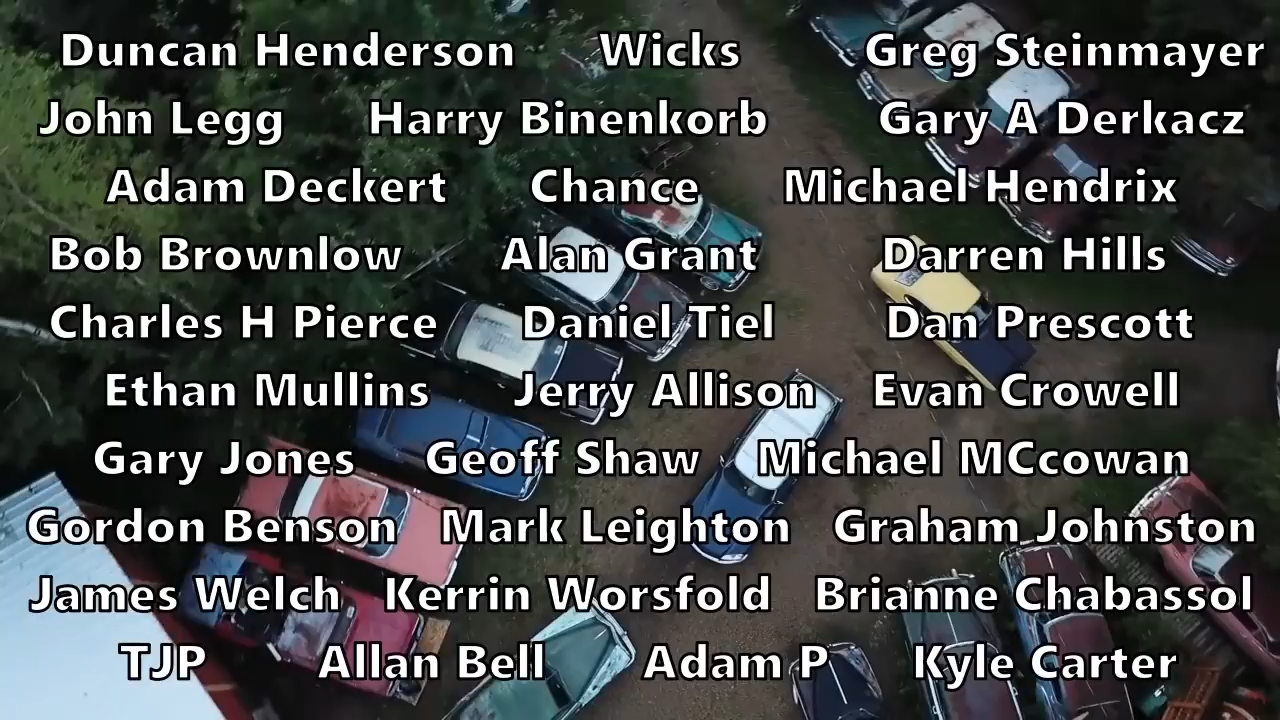 Duncan Henderson Wicks Greg Steinmayer
John Legg Harry Binenkorb Gary A Derkacz
Adam Deckert Chance Michael Hendrix
Bob Brownlow Alan Grant Darren Hills
Charles H Pierce Daniel Tiel Dan Prescott
Ethan Mullins Jerry Allison Evan Crowell
Gary Jones Geoff Shaw Michael MCcowan
Gordon Benson Mark Leighton Graham Johnston
James Welch Kerrin Worsfold Brianne Chabassol
TJP Allan Bell Adam P Kyle Carter